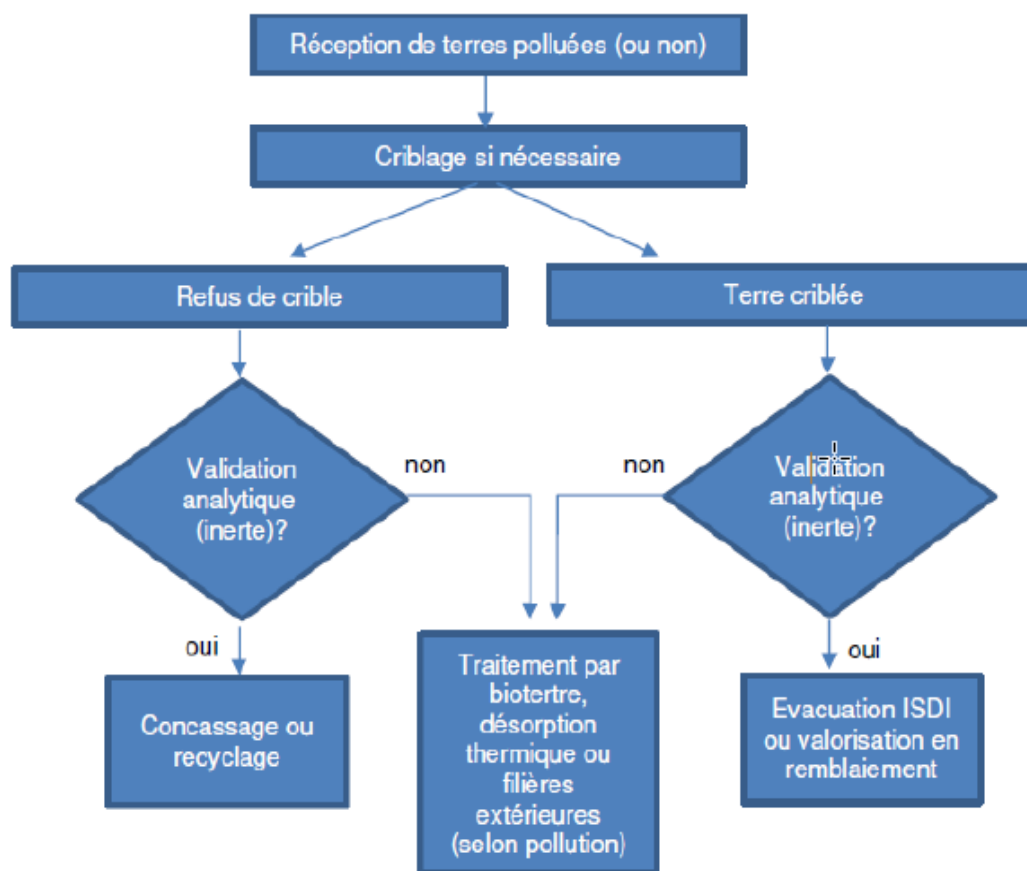 Réception de terres polluées (ou non)
Criblage si nécessaire
Refus de crible
Terre criblée
Validation
analytique
(inerte)?
non
non
Validation
analytique
(inerte)?
oui
oui
Concassage ou
recyclage
Traitement par
biotertre,
désorption
thermique ou
filières
extérieures
(selon pollution)
Evacuation ISDI
ou valorisation en
remblaiement